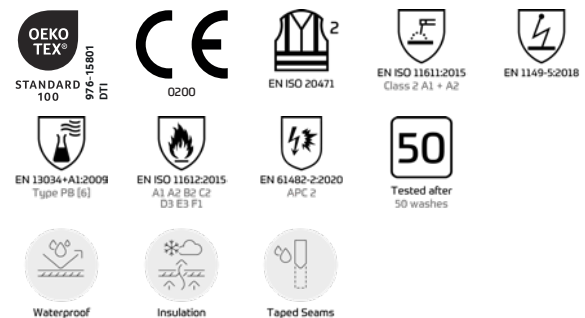 OEKO
TEX®
STANDARD
100
976-15801
DTI
CE
0200
2
EN ISO 20471
EN ISO 11611:2015
Class 2 A1 + A2
EN 1149-5:2018
EN 13034+A1:2009
Type PB [6]
EN ISO 11612:2015
A1 A2 B2 C2
D3 E3 F1
EN 61482-2:2020
APC 2
50
Tested after
50 washes
Waterproof
Insulation
Taped Seams